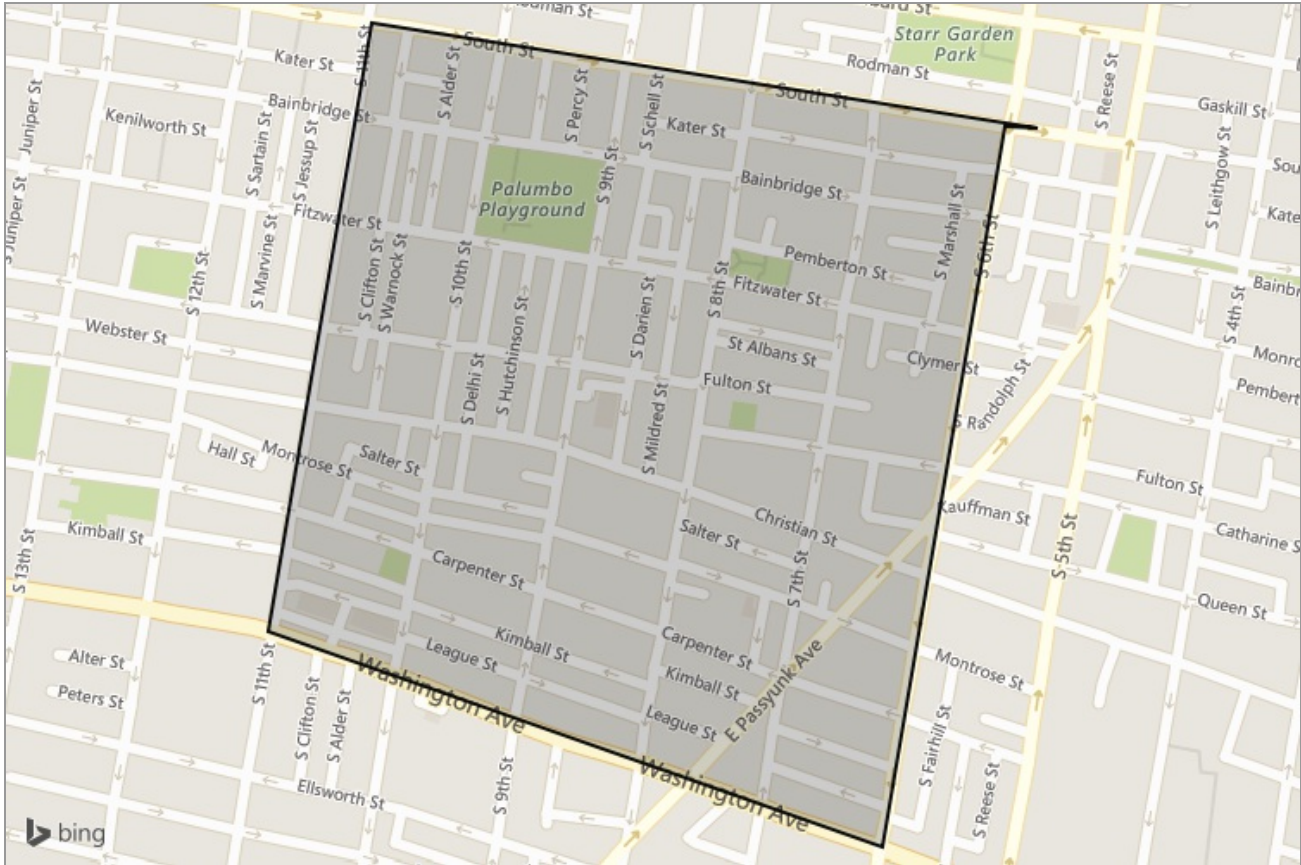 South St
South St
Starr Garden
Park
Rodman St
S Reese St
Gaskill St
Kater St
S 11th St
S Alder St
S Percy St
S Schell St
Kater St
Bainbridge St
Kenilworth St
Juniper St
S Sartain St
S Jessup St
Palumbo
Playground
S 9th St
Bainbridge St
S Marshall St
S 6th St
S Leithgow St
Fitzwater St
S Juniper St
S Marvine St
S 12th St
S Clifton St
S Warnock St
S 10th St
S Hutchinson St
S Darien St
S 8th St
Pemberton St
Fitzwater St
S 4th St
Webster St
St Albans St
Clymer St
Fulton St
S Delhi St
S Mildred St
S Randolph St
Hall St
Montrose St
Salter St
Fulton St
Kauffman St
Catharine S
Kimball St
S 13th St
Christian St
Salter St
Carpenter St
S 7th St
S 5th St
Queen St
Alter St
Peters St
S 11th St
League St
Kimball St
Carpenter St
Kimball St
League St
E Passyunk Ave
Montrose St
Washington Ave
Washington Ave
S Clifton St
S Alder St
Ellsworth St
S 9th St
S Fairhill St
S Reese St
bing